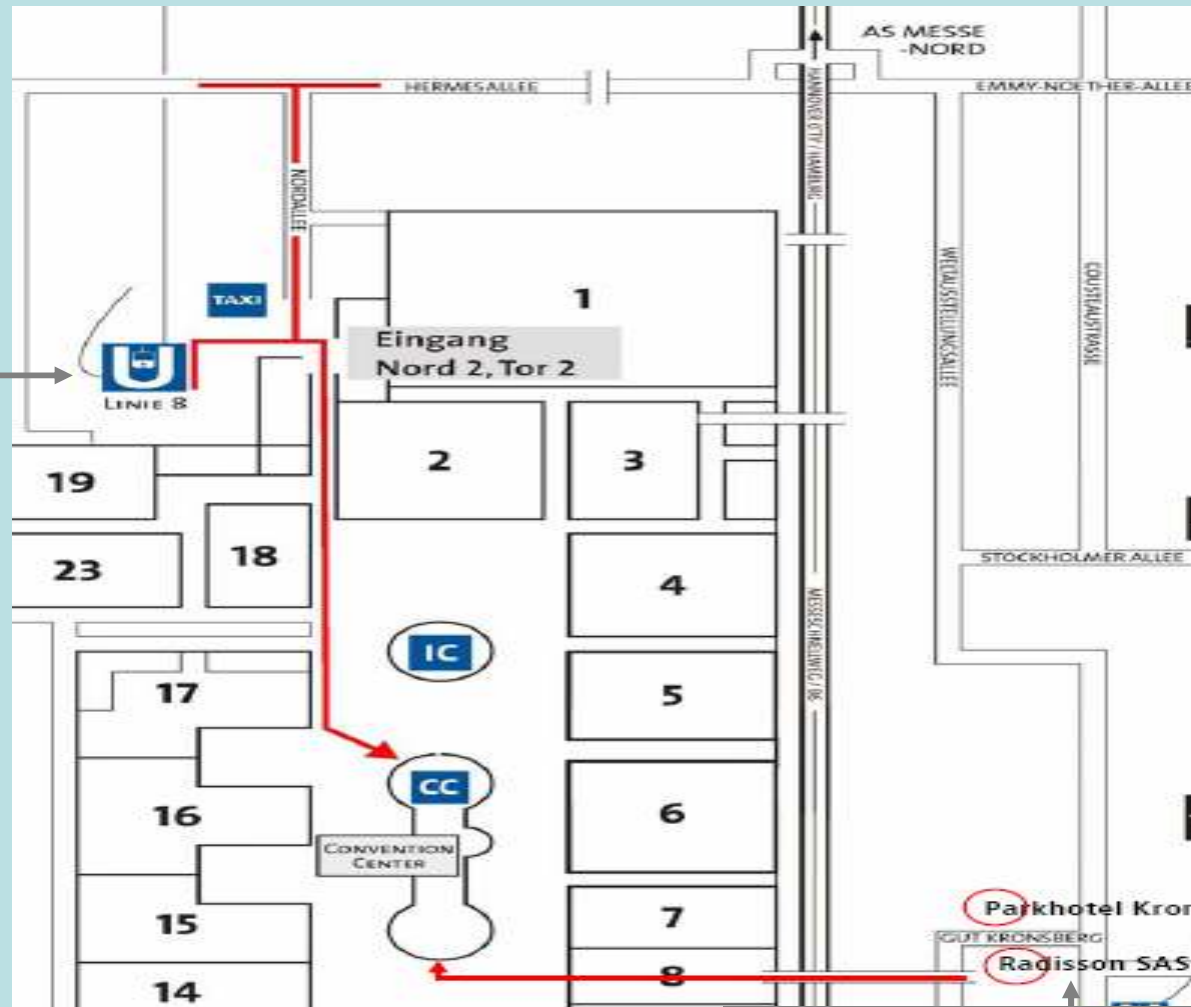 AS MESSE
-NORD
HERMESALLEE
EMMY-NOETHER-ALLEE
HANNOVER CITY / HAMBURG
NORDALLEE
WELTAUSSTELLUNGSALLEE
COUSTEAUSTRASSE
TAXI
1
Eingang
Nord 2, Tor 2
U
LINIE 8
2
3
19
18
23
4
STOCKHOLMER ALLEE
MESSESCHNELLWEG / B6
IC
5
17
CC
6
16
CONVENTION
CENTER
7
15
Parkhotel Kron
GUT KRONSBERG
Radisson SAS
8
14